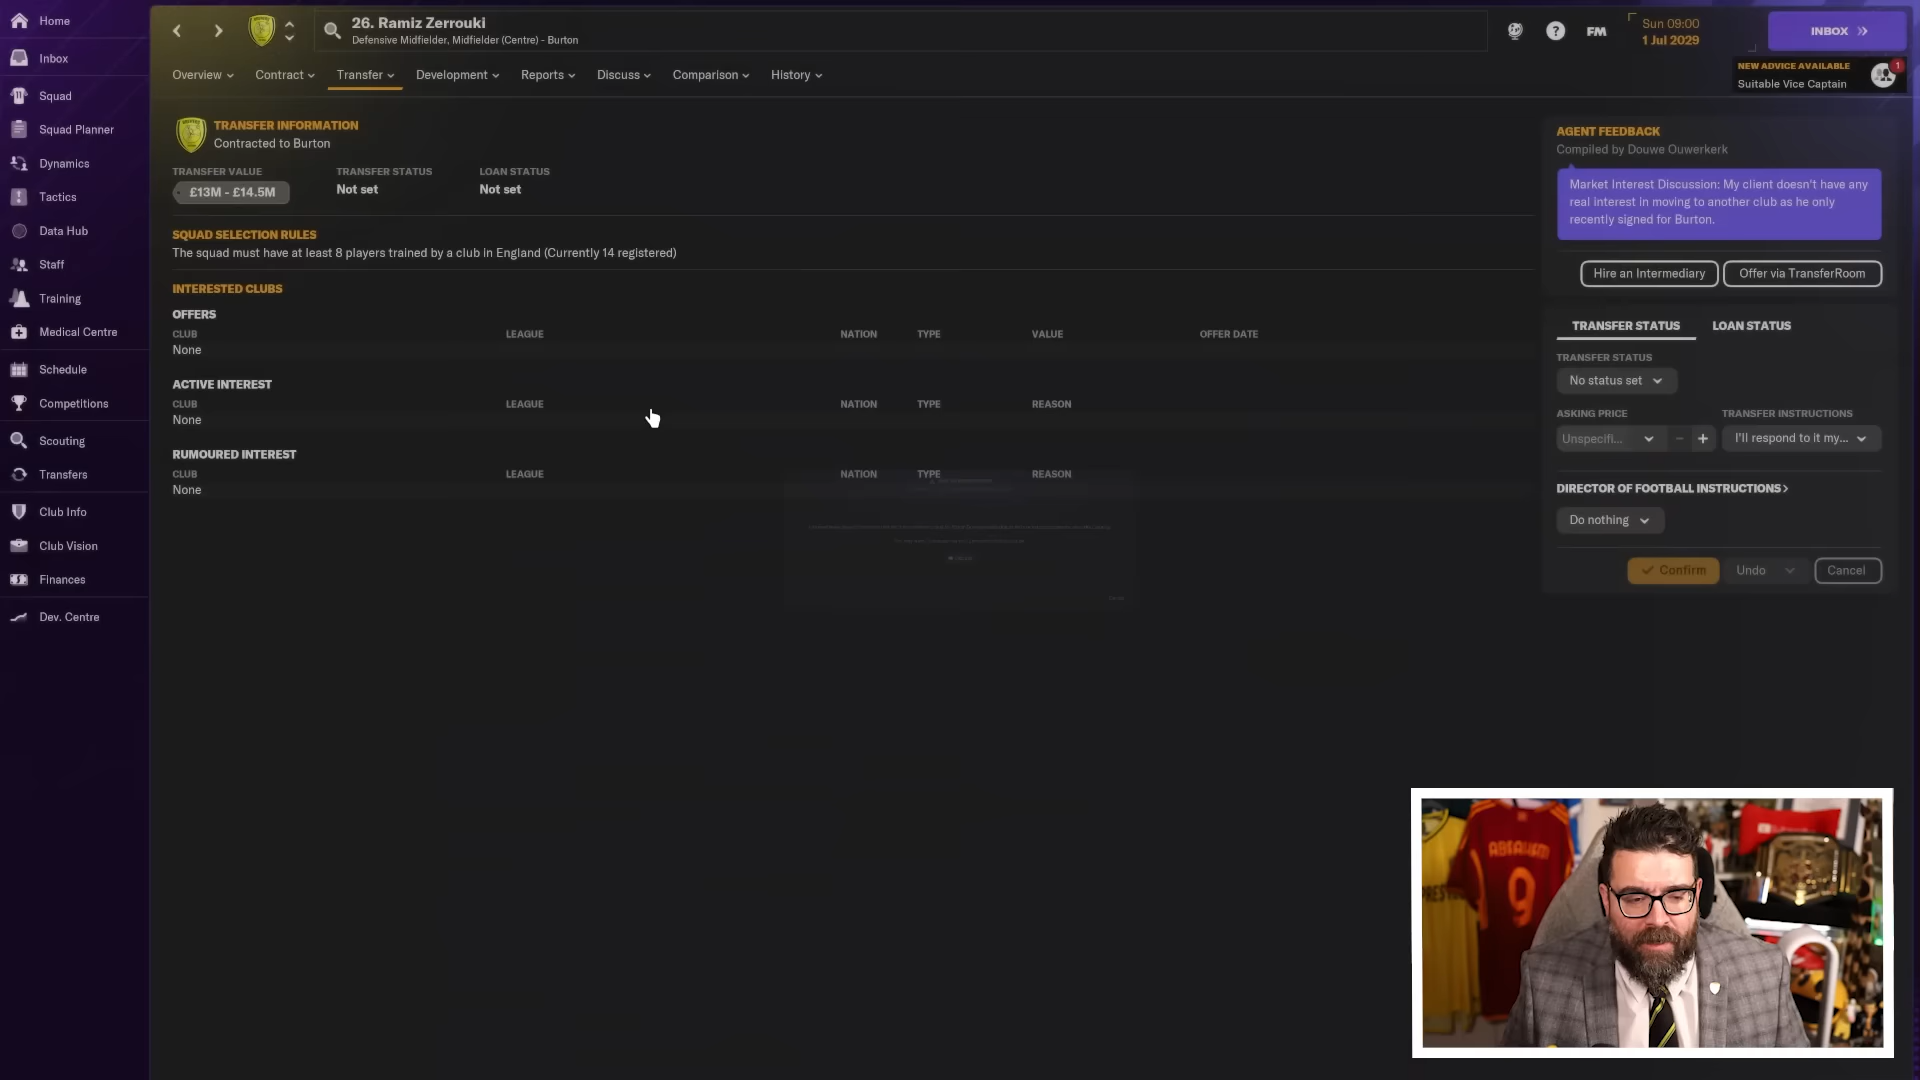 Home
Inbox
Squad
Squad Planner
Dynamics
Tactics
Data Hub
Staff
Training
Medical Centre
Schedule
Competitions
Scouting
Transfers
Club Info
Club Vision
Finances
Dev. Centre
26. Ramiz Zerrouki
Defensive Midfielder, Midfielder (Centre) - Burton
FM
Sun 09:00
1 Jul 2029
INBOX
NEW ADVICE AVAILABLE
Suitable Vice Captain
1
Overview
Contract
Transfer
Development
Reports
Discuss
Comparison
History
TRANSFER INFORMATION
Contracted to Burton
TRANSFER VALUE
TRANSFER STATUS
LOAN STATUS
£13M - £14.5M
Not set
Not set
SQUAD SELECTION RULES
The squad must have at least 8 players trained by a club in England (Currently 14 registered)
INTERESTED CLUBS
OFFERS
CLUB LEAGUE NATION TYPE VALUE OFFER DATE
None
ACTIVE INTEREST
CLUB LEAGUE NATION TYPE REASON
None
RUMOURED INTEREST
CLUB LEAGUE NATION TYPE REASON
None
AGENT FEEDBACK
Compiled by Douwe Ouwerkerk
Market Interest Discussion: My client doesn't have any
real interest in moving to another club as he only
recently signed for Burton.
Hire an Intermediary
Offer via TransferRoom
TRANSFER STATUS
LOAN STATUS
TRANSFER STATUS
No status set
ASKING PRICE
TRANSFER INSTRUCTIONS
Unspecifi...
I'll respond to it my...
DIRECTOR OF FOOTBALL INSTRUCTIONS>
Do nothing
Confirm
Undo
Cancel
ABRAHAM
9